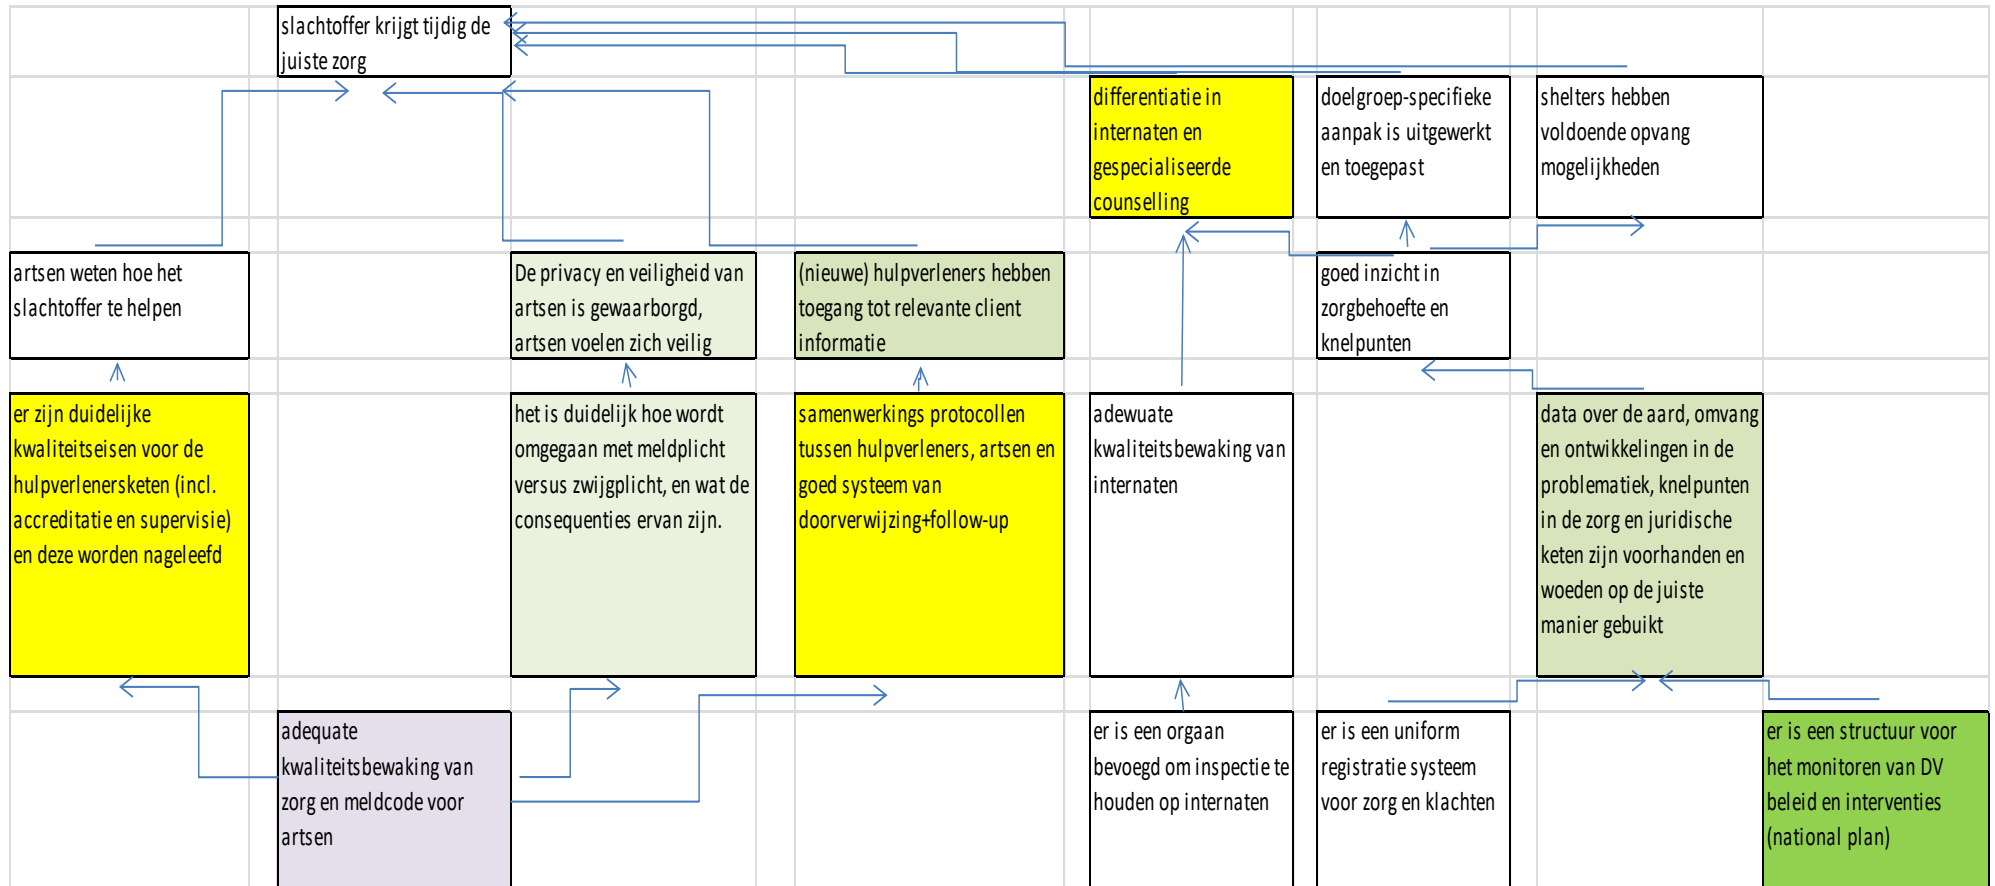 slachtoffer krijgt tijdig de
juiste zorg
differentiatie in
internaten en
gespecialiseerde
counselling
doelgroep-specifieke
aanpak is uitgewerkt
en toegepast
shelters hebben
voldoende opvang
mogelijkheden
artsen weten hoe het
slachtoffer te helpen
De privacy en veiligheid van
artsen is gewaarborgd,
artsen voelen zich veilig
(nieuwe) hulpverleners hebben
toegang tot relevante client
informatie
goed inzicht in
zorgbehoefte en
knelpunten
er zijn duidelijke
kwaliteitseisen voor de
hulpverlenersketen (incl.
accreditatie en supervisie)
en deze worden nageleefd
het is duidelijk hoe wordt
omgegaan met meldplicht
versus zwijgplicht, en wat de
consequenties ervan zijn.
samenwerkings protocollen
tussen hulpverleners, artsen en
goed systeem van
doorverwijzing+follow-up
adewuate
kwaliteitsbewaking van
internaten
data over de aard, omvang
en ontwikkelingen in de
problematiek, knelpunten
in de zorg en juridische
keten zijn voorhanden en
woeden op de juiste
manier gebuikt
adequate
kwaliteitsbewaking van
zorg en meldcode voor
artsen
er is een orgaan
bevoegd om inspectie te
houden op internaten
er is een uniform
registratie systeem
voor zorg en klachten
er is een structuur voor
het monitoren van DV
beleid en interventies
(national plan)